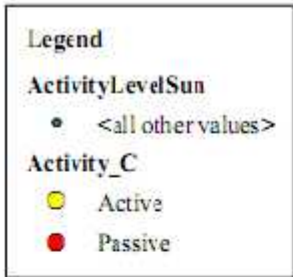 Legend
ActivityLevelSun
<all other values>
Activity_C
Active
Passive